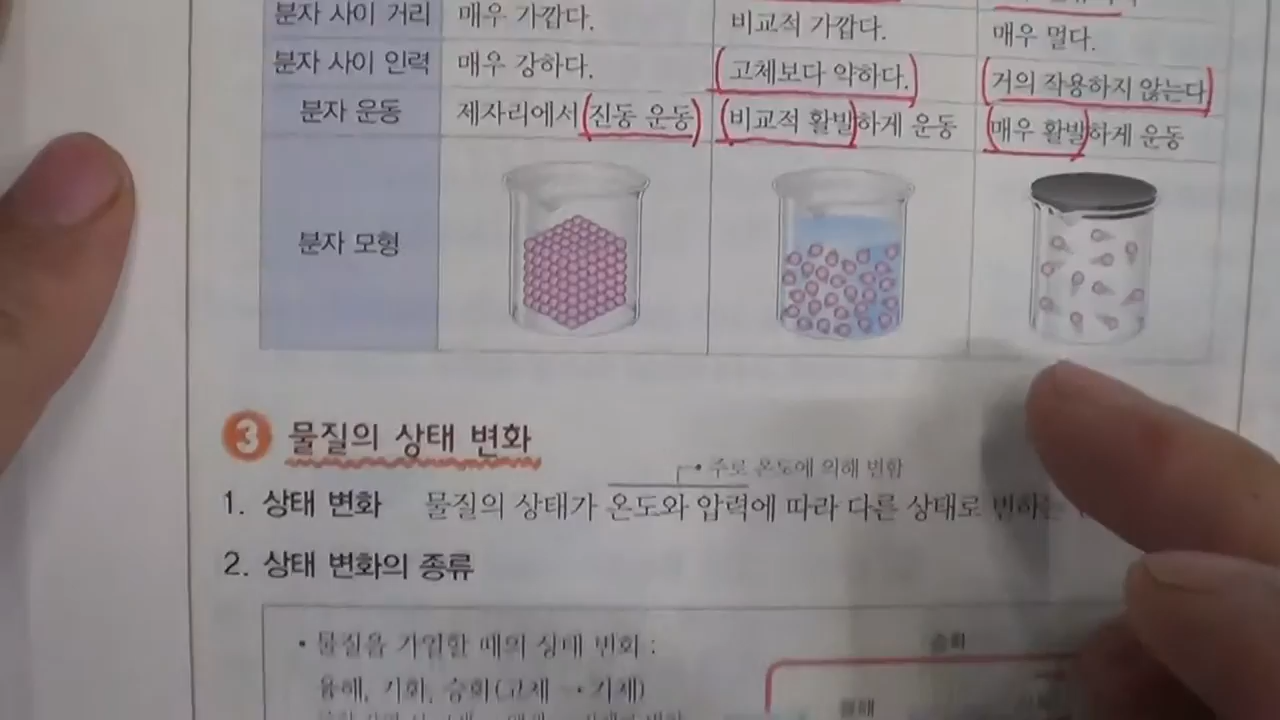 분자 사이 거리 매우 가깝다. 비교적 가깝다. 매우 멀다.
분자 사이 인력 매우 강하다. 고체보다 약하다. 거의 작용하지 않는다
분자 운동 제자리에서 진동 운동 비교적 활발하게 운동 매우 활발하게 운동
분자 모형
3 물질의 상태 변화
• 주로 온도에 의해 변함
1. 상태 변화 물질의 상태가 온도와 압력에 따라 다른 상태로 변하는
2. 상태 변화의 종류
• 물질을 가열할 때의 상태 변화 :
융해, 기화, 승화(고체 → 기체)
승화
융해